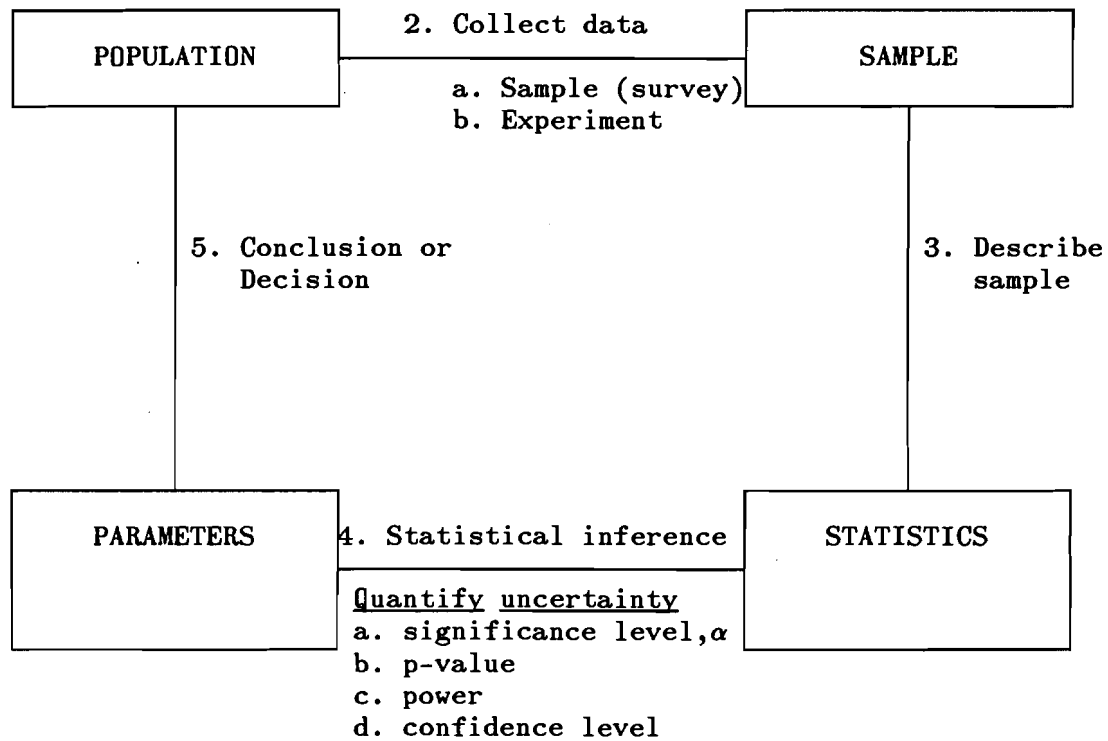 2. Collect data
POPULATION
SAMPLE
a. Sample (survey)
b. Experiment
5. Conclusion or
Decision
3. Describe
sample
PARAMETERS
4. Statistical inference
STATISTICS
Quantify uncertainty
a. significance level,α
b. p-value
c. power
d. confidence level